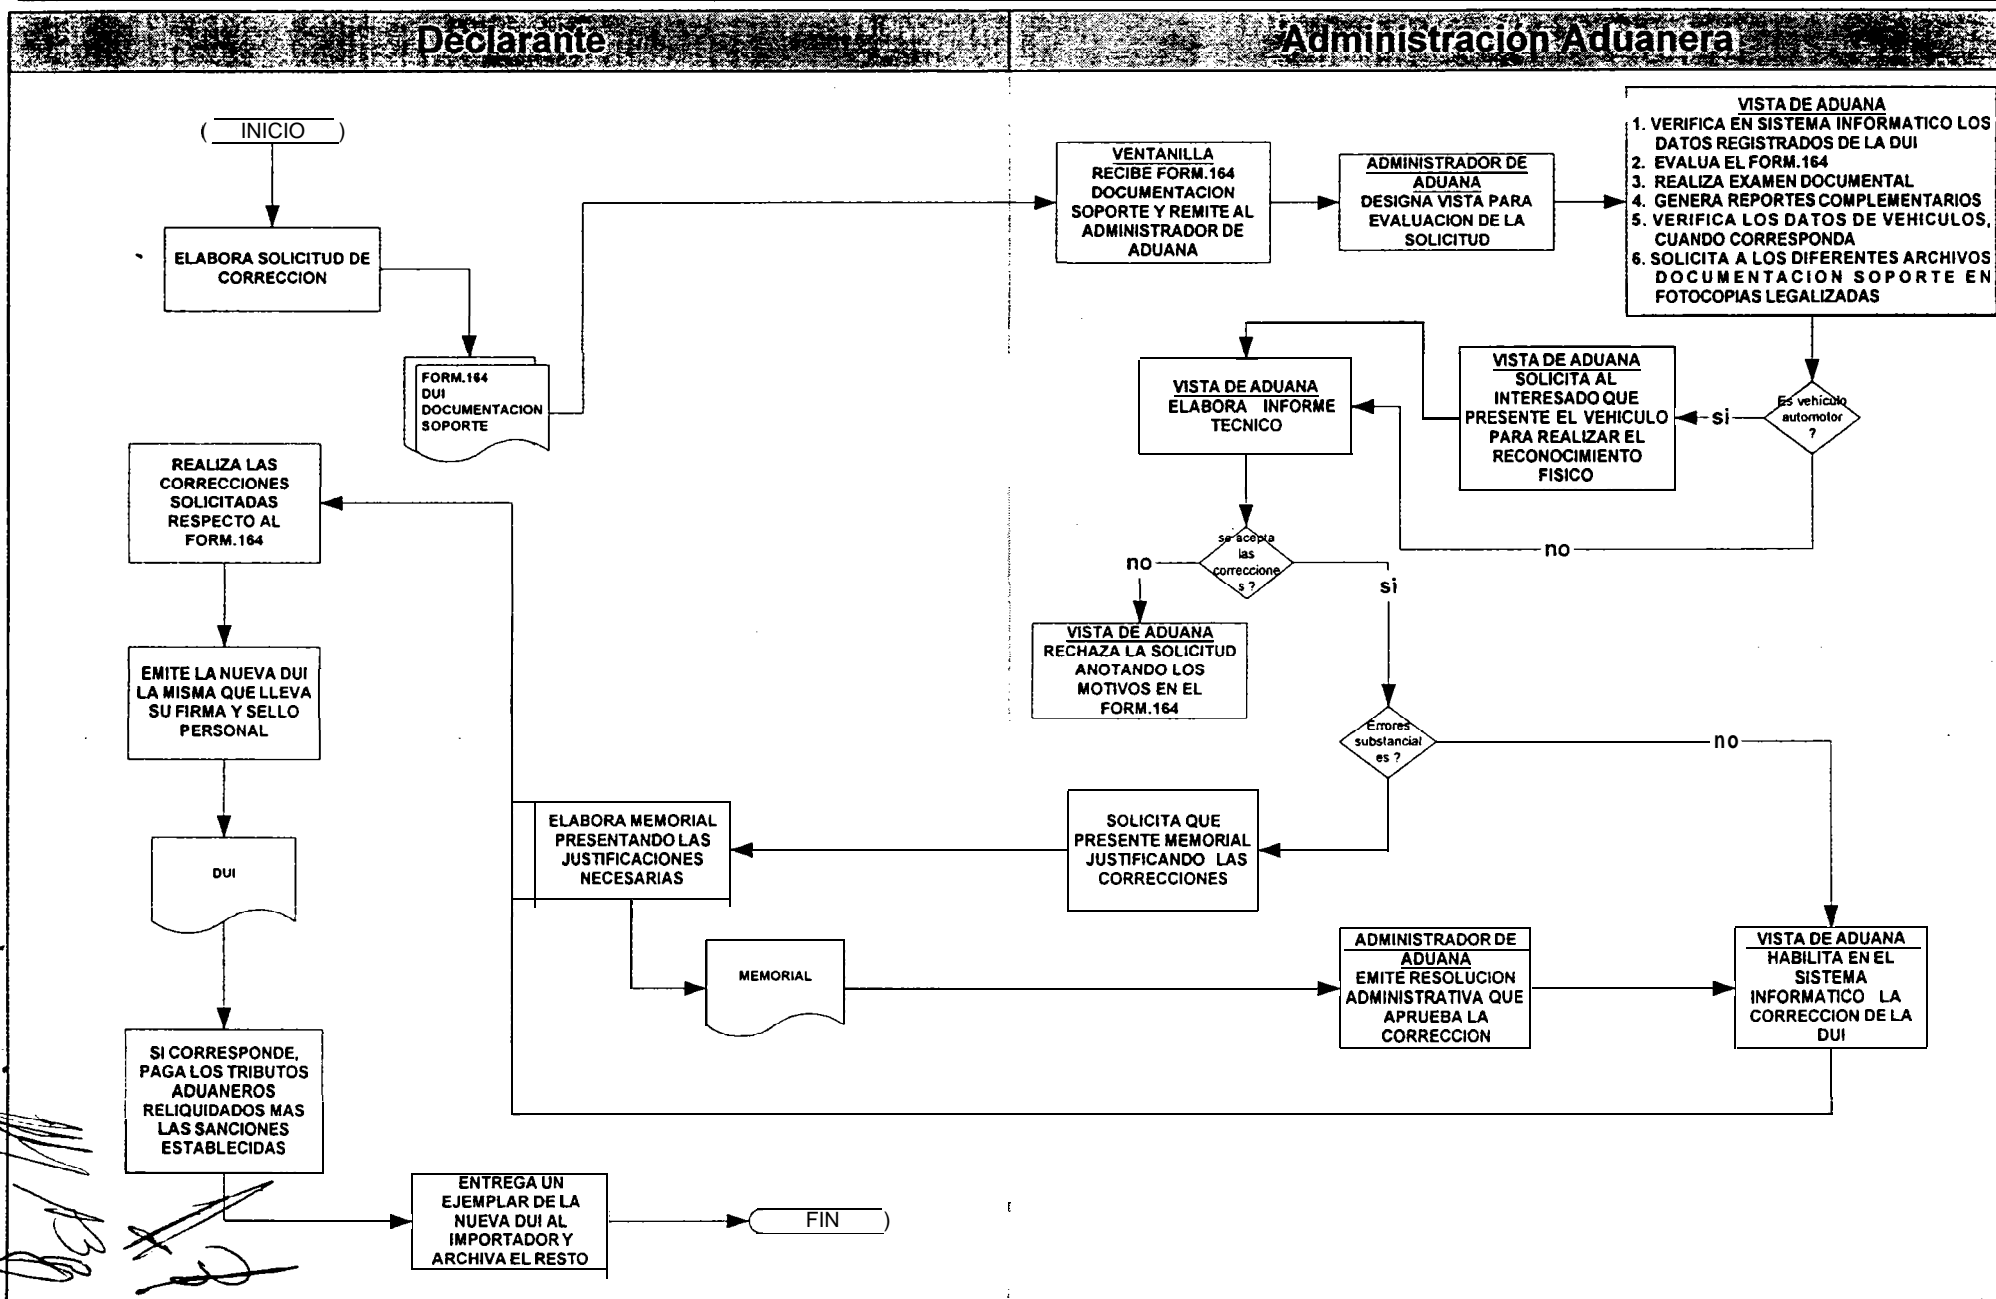 Declarante
Administración Aduanera
INICIO
ELABORA SOLICITUD DE
CORRECCION
FORM.164
DUI
DOCUMENTACION
SOPORTE
VENTANILLA
RECIBE FORM.164
DOCUMENTACION
SOPORTE Y REMITE AL
ADMINISTRADOR DE
ADUANA
ADMINISTRADOR DE
ADUANA
DESIGNA VISTA PARA
EVALUACION DE LA
SOLICITUD
VISTA DE ADUANA
1. VERIFICA EN SISTEMA INFORMATICO LOS
DATOS REGISTRADOS DE LA DUI
2. EVALUA EL FORM.164
3. REALIZA EXAMEN DOCUMENTAL
4. GENERA REPORTES COMPLEMENTARIOS
5. VERIFICA LOS DATOS DE VEHICULOS,
CUANDO CORRESPONDA
6. SOLICITA A LOS DIFERENTES ARCHIVOS
DOCUMENTACION SOPORTE EN
FOTOCOPIAS LEGALIZADAS
Es vehiculo
automotor
?
si
no
VISTA DE ADUANA
SOLICITA AL
INTERESADO QUE
PRESENTE EL VEHICULO
PARA REALIZAR EL
RECONOCIMIENTO
FISICO
VISTA DE ADUANA
ELABORA INFORME
TECNICO
se acepta
las
correccione
s ?
no
si
VISTA DE ADUANA
RECHAZA LA SOLICITUD
ANOTANDO LOS
MOTIVOS EN EL
FORM.164
Errores
substancial
es ?
no
SOLICITA QUE
PRESENTE MEMORIAL
JUSTIFICANDO LAS
CORRECCIONES
ELABORA MEMORIAL
PRESENTANDO LAS
JUSTIFICACIONES
NECESARIAS
MEMORIAL
ADMINISTRADOR DE
ADUANA
EMITE RESOLUCION
ADMINISTRATIVA QUE
APRUEBA LA
CORRECCION
VISTA DE ADUANA
HABILITA EN EL
SISTEMA
INFORMATICO LA
CORRECCION DE LA
DUI
REALIZA LAS
CORRECCIONES
SOLICITADAS
RESPECTO AL
FORM.164
EMITE LA NUEVA DUI
LA MISMA QUE LLEVA
SU FIRMA Y SELLO
PERSONAL
DUI
SI CORRESPONDE,
PAGA LOS TRIBUTOS
ADUANEROS
RELIQUIDADOS MAS
LAS SANCIONES
ESTABLECIDAS
ENTREGA UN
EJEMPLAR DE LA
NUEVA DUI AL
IMPORTADOR Y
ARCHIVA EL RESTO
FIN